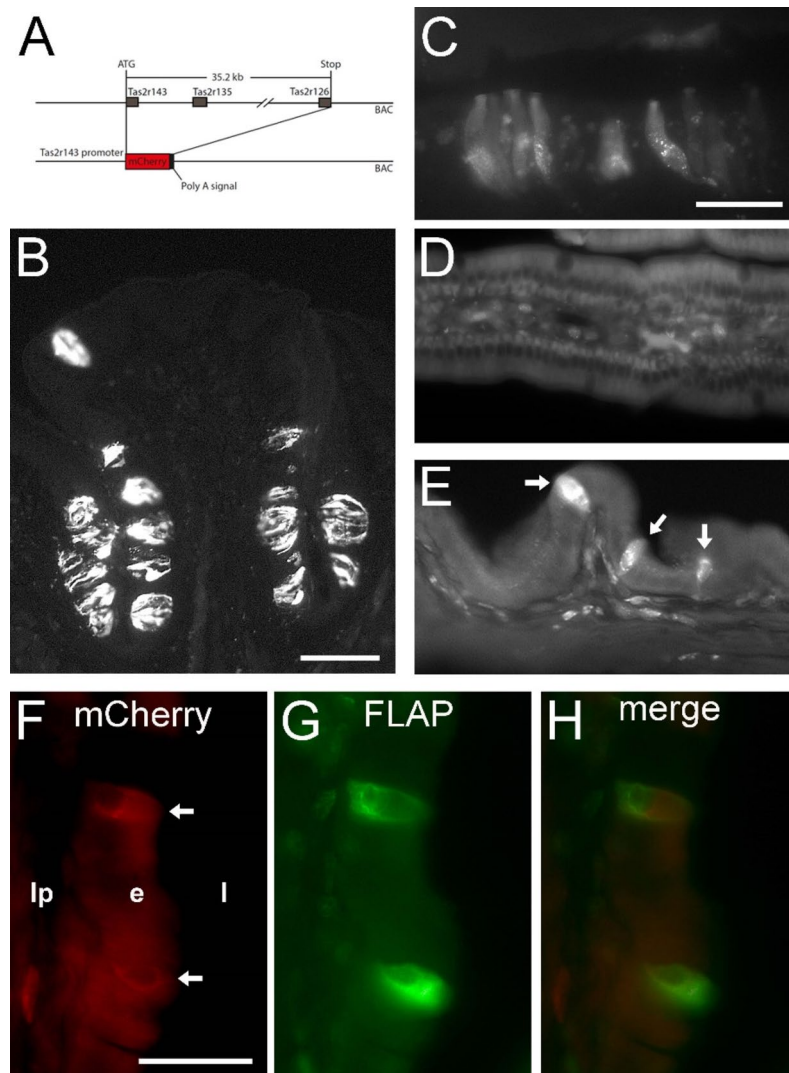 A
ATG
Stop
35.2 kb
Tas2r143
Tas2r135
Tas2r126
BAC
Tas2r143 promoter
mCherry
BAC
Poly A signal
B
C
D
E
F mCherry
lp
e
l
G FLAP
H merge